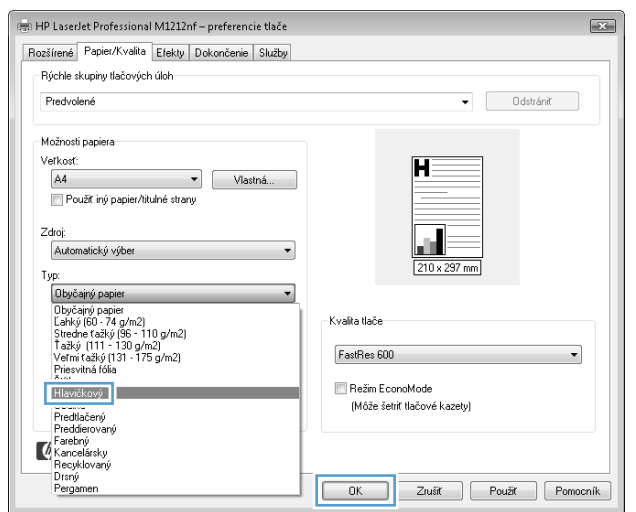 HP LaserJet Professional M1212nf – preferencie tlače
Rozšírené Papier/Kvalita Efekty Dokončenie Služby
Rýchle skupiny tlačových úloh
Predvolené
Odstrániť
Možnosti papiera
Veľkosť:
A4
Vlastná...
Použiť iný papier/titulné strany
Zdroj:
Automatický výber
Typ:
Obyčajný papier
Obyčajný papier
Ľahký (60 - 74 g/m2)
Stredne ťažký (96 - 110 g/m2)
Ťažký (111 - 130 g/m2)
Veľmi ťažký (131 - 175 g/m2)
Priesvitná fólia
Hlavičkový
Predtlačený
Preddierovaný
Farebný
Kancelársky
Recyklovaný
Drsný
Pergamen
H
210 x 297 mm
Kvalita tlače
FastRes 600
Režim EconoMode
(Môže šetriť tlačové kazety)
OK Zrušiť Použiť Pomocník